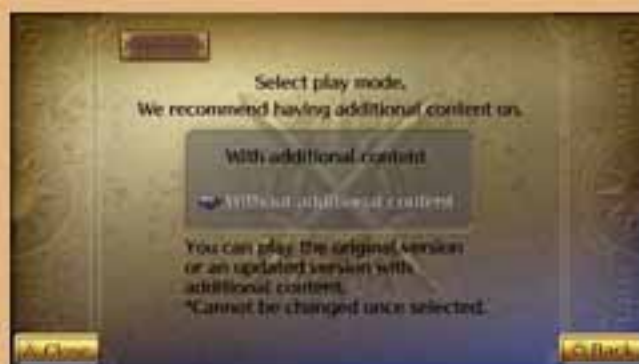 Select play mode.
We recommend having additional content on.
With additional content
Without additional content
You can play the original version
or an updated version with
additional content.
*Cannot be changed once selected.
Close
Back